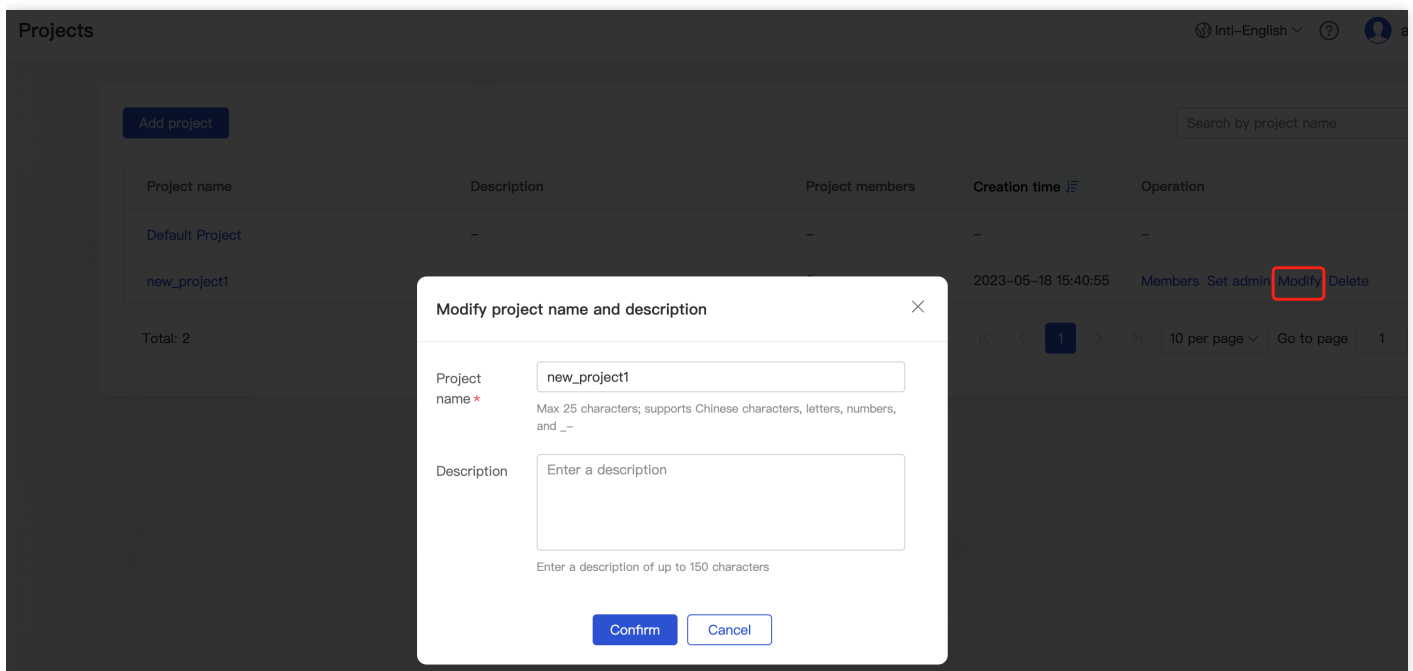 Projects
Intl-English
?
Add project
Search by project name
Project name Description Project members Creation time Operation
Default Project – – – –
new_project1 2023-05-18 15:40:55 Members Set admin Modify Delete
Total: 2
1 10 per page Go to page 1
Modify project name and description
Project
name *
new_project1
Max 25 characters; supports Chinese characters, letters, numbers,
and _-
Description
Enter a description
Enter a description of up to 150 characters
Confirm Cancel